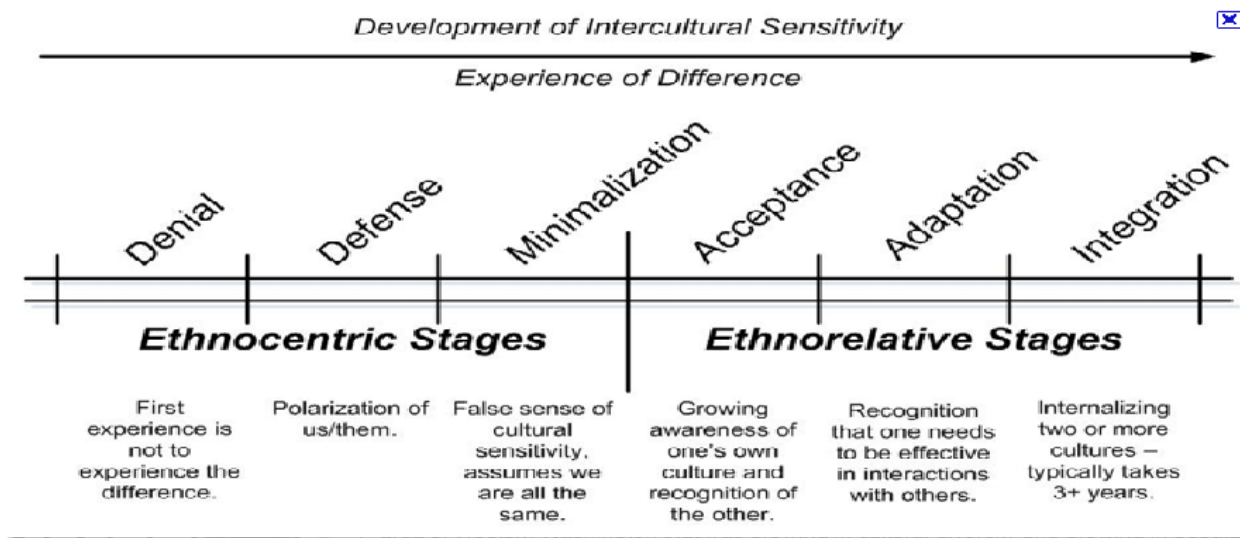 Development of Intercultural Sensitivity
Experience of Difference
Denial
Defense
Minimalization
Acceptance
Adaptation
Integration
Ethnocentric Stages
Ethnorelative Stages
First
experience is
not to
experience the
difference.
Polarization of
us/them.
False sense of
cultural
sensitivity,
assumes we
are all the
same.
Growing
awareness of
one's own
culture and
recognition of
the other.
Recognition
that one needs
to be effective
in interactions
with others.
Internalizing
two or more
cultures –
typically takes
3+ years.